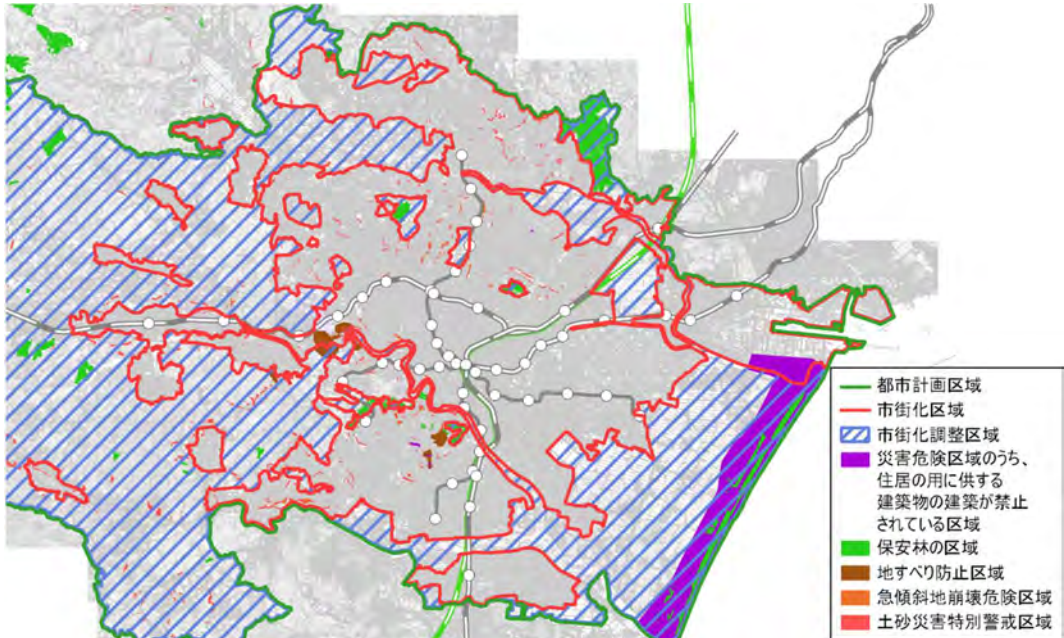 都市計画区域
市街化区域
市街化調整区域
災害危険区域のうち、
住居の用に供する
建築物の建築が禁止
されている区域
保安林の区域
地すべり防止区域
急傾斜地崩壊危険区域
土砂災害特別警戒区域